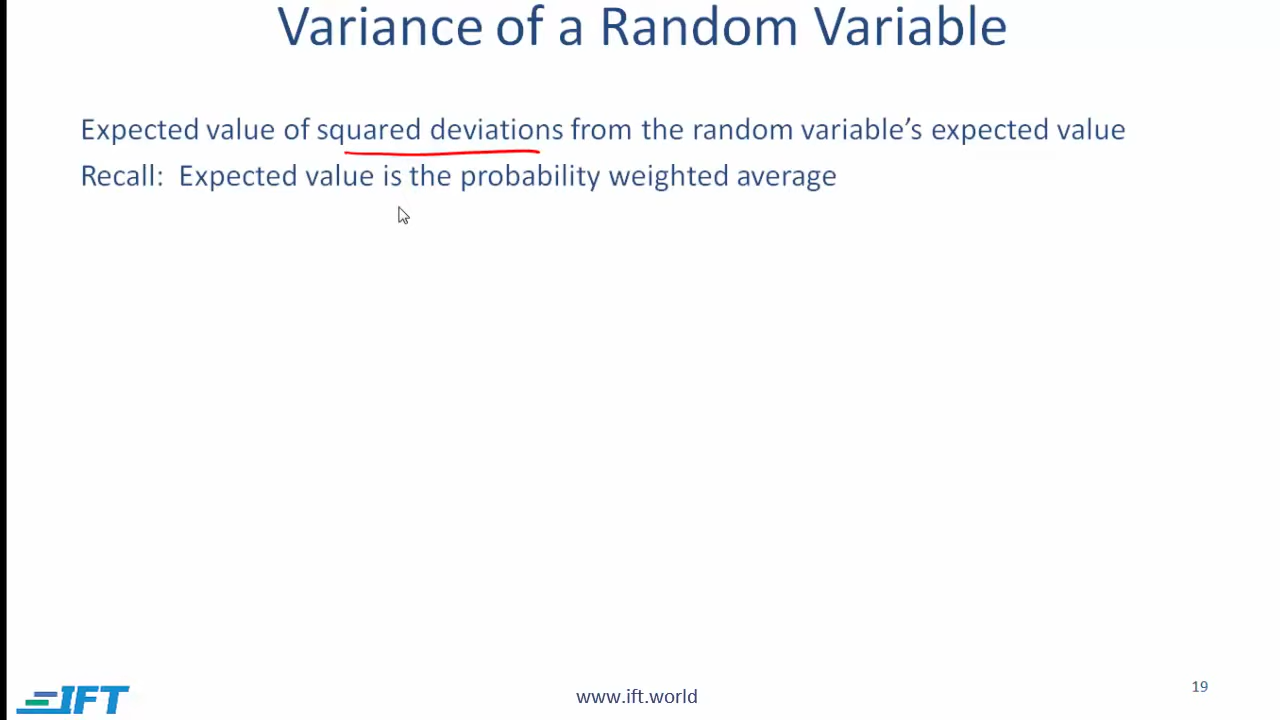 Variance of a Random Variable
Expected value of squared deviations from the random variable’s expected value
Recall: Expected value is the probability weighted average
IFT
www.ift.world
19